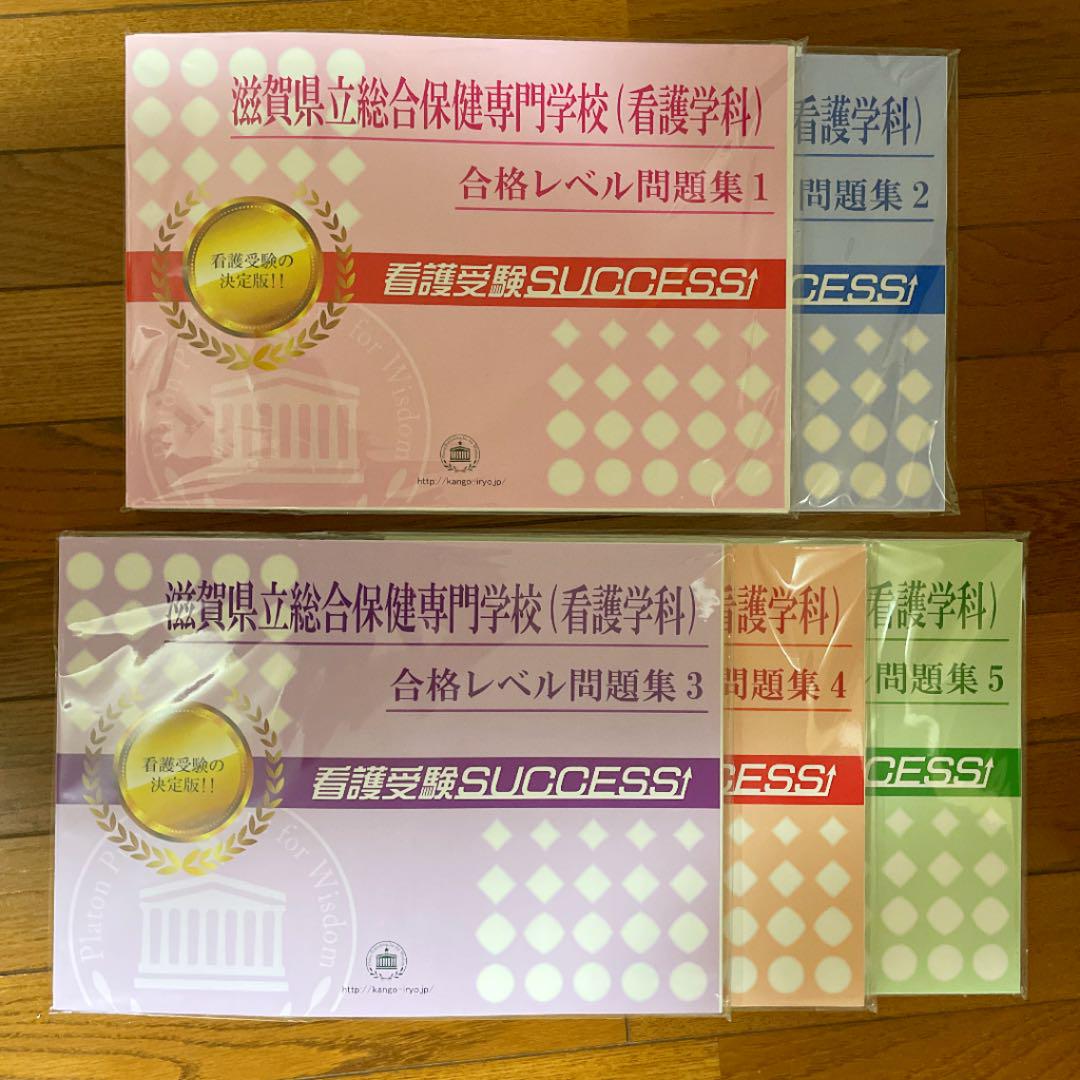 滋賀県立総合保健専門学校(看護学科)
合格レベル問題集1
看護受験の
決定版!!
看護受験SUCCESS
for Wisdom
http://kango-iryo.jp/
看護学科)
問題集2
CESS
滋賀県立総合保健専門学校(看護学科)
合格レベル問題集3
看護受験の
決定版!!
看護受験SUCCESS
Platon P
for Wisdom
http://kango-iryo.jp/
看護学科)
問題集4
CESS
看護学科)
問題集5
CESS